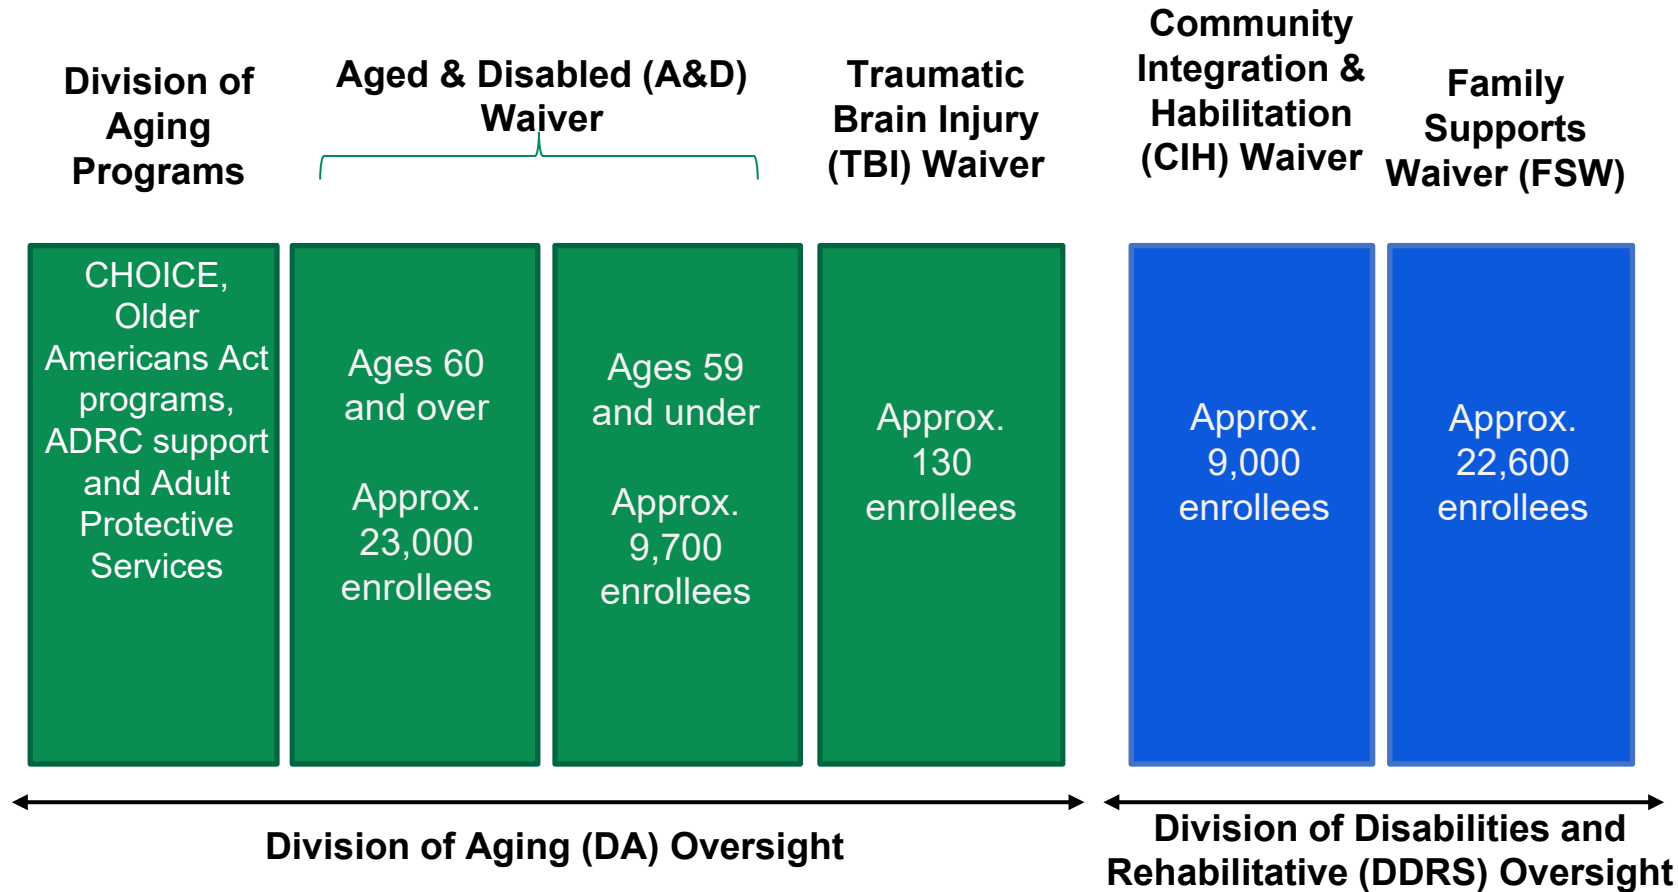 Division of
Aging
Programs
Aged & Disabled (A&D)
Waiver
Traumatic
Brain Injury
(TBI) Waiver
Community
Integration &
Habilitation
(CIH) Waiver
Family
Supports
Waiver (FSW)
CHOICE,
Older
Americans Act
programs,
ADRC support
and Adult
Protective
Services
Ages 60
and over
Approx.
23,000
enrollees
Ages 59
and under
Approx.
9,700
enrollees
Approx.
130
enrollees
Approx.
9,000
enrollees
Approx.
22,600
enrollees
Division of Aging (DA) Oversight
Division of Disabilities and
Rehabilitative (DDRS) Oversight